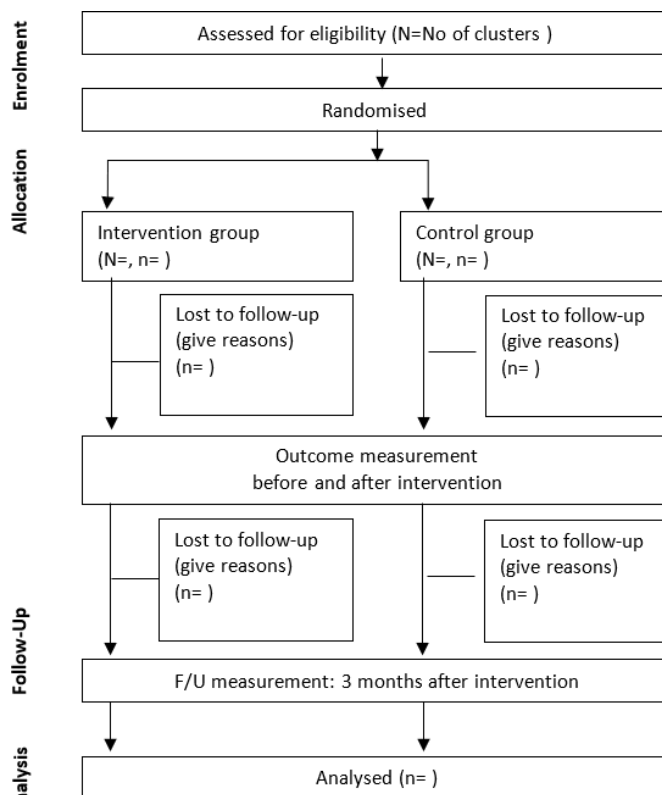 Enrolment
Assessed for eligibility (N=No of clusters )
Randomised
Allocation
Intervention group
(N=, n= )
Control group
(N=, n= )
Lost to follow-up
(give reasons)
(n= )
Lost to follow-up
(give reasons)
(n= )
Outcome measurement
before and after intervention
Lost to follow-up
(give reasons)
(n= )
Lost to follow-up
(give reasons)
(n= )
Follow-Up
F/U measurement: 3 months after intervention
Analysed (n= )